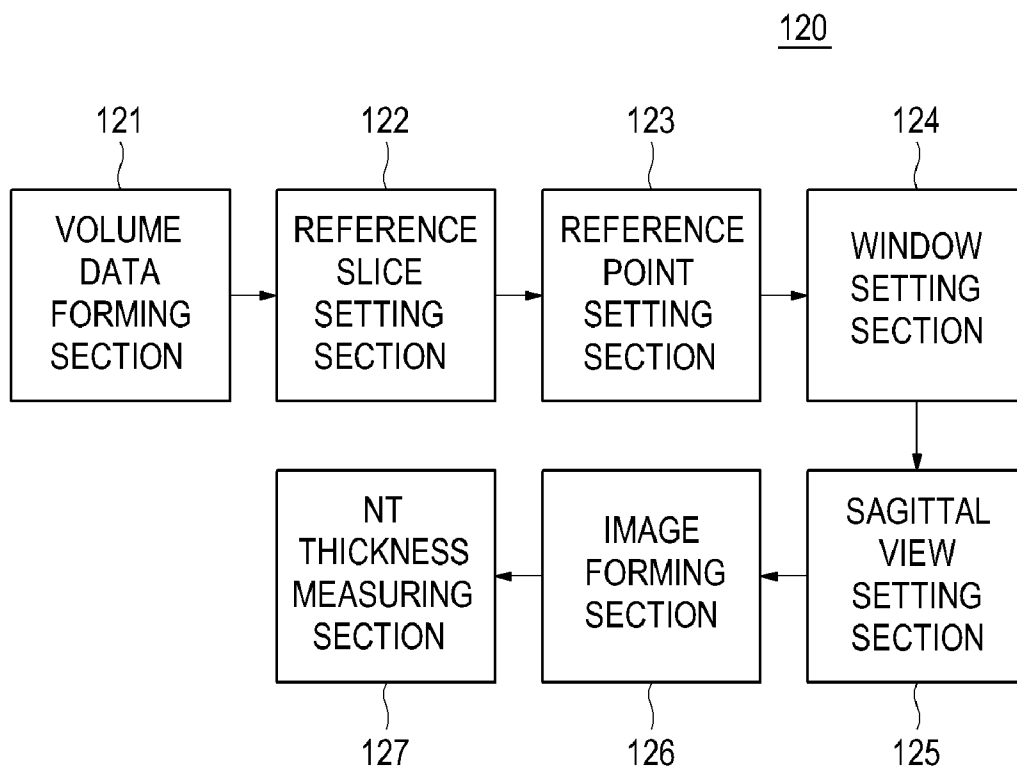 120
121
122
123
124
VOLUME
DATA
FORMING
SECTION
REFERENCE
SLICE
SETTING
SECTION
REFERENCE
POINT
SETTING
SECTION
WINDOW
SETTING
SECTION
NT
THICKNESS
MEASURING
SECTION
IMAGE
FORMING
SECTION
SAGITTAL
VIEW
SETTING
SECTION
127
126
125